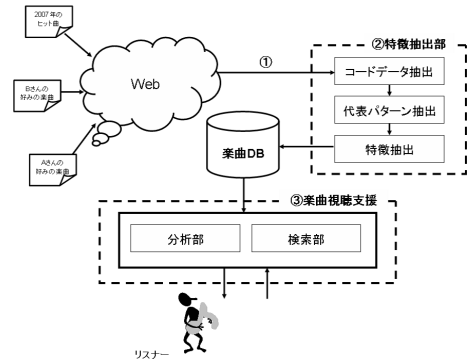 2007年の
ヒット曲
①
②特徴抽出部
コードデータ抽出
Web
Bさんの
好みの楽曲
代表パターン抽出
楽曲DB
特徴抽出
Aさんの
好みの楽曲
③楽曲視聴支援
分析部
検索部
リスナー